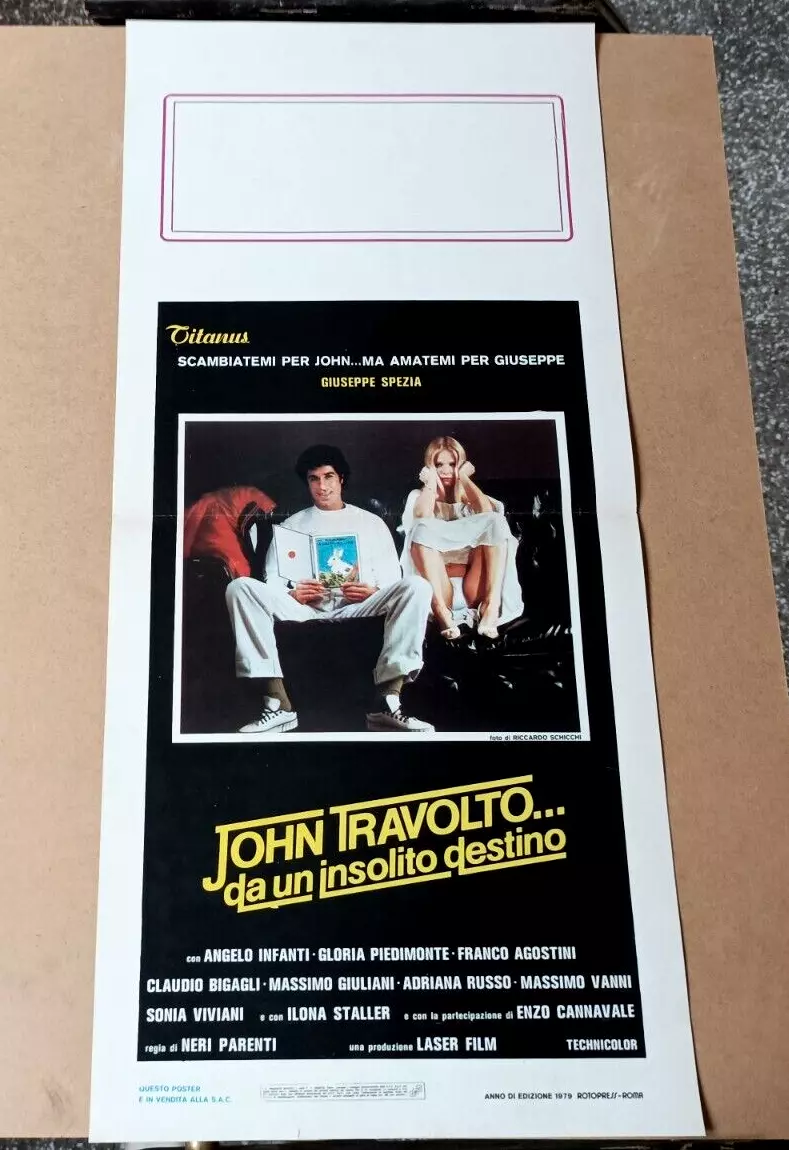 Titanus
SCAMBIATEMI PER JOHN...MA AMATEMI PER GIUSEPPE
GIUSEPPE SPEZIA
foto di RICCARDO SCHICCHI
JOHN TRAVOLTO...
da un insolito destino
con ANGELO INFANTI · GLORIA PIEDIMONTE · FRANCO AGOSTINI
CLAUDIO BIGAGLI · MASSIMO GIULIANI · ADRIANA RUSSO · MASSIMO VANNI
SONIA VIVIANI e con ILONA STALLER e con la partecipazione di ENZO CANNAVALE
regia di NERI PARENTI una produzione LASER FILM TECHNICOLOR
QUESTO POSTER
E IN VENDITA ALLA S.A.C.
ANNO DI EDIZIONE 1979 ROTOPRESS-ROMA